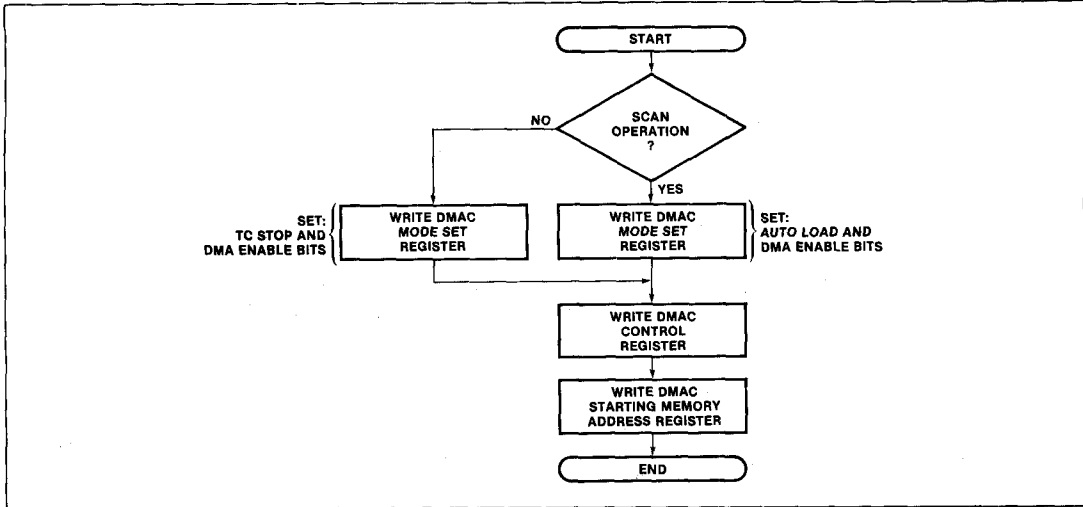 START
SCAN
OPERATION
?
NO
YES
SET:
TC STOP AND
DMA ENABLE BITS
WRITE DMAC
MODE SET
REGISTER
WRITE DMAC
MODE SET
REGISTER
SET:
AUTO LOAD AND
DMA ENABLE BITS
WRITE DMAC
CONTROL
REGISTER
WRITE DMAC
STARTING MEMORY
ADDRESS REGISTER
END